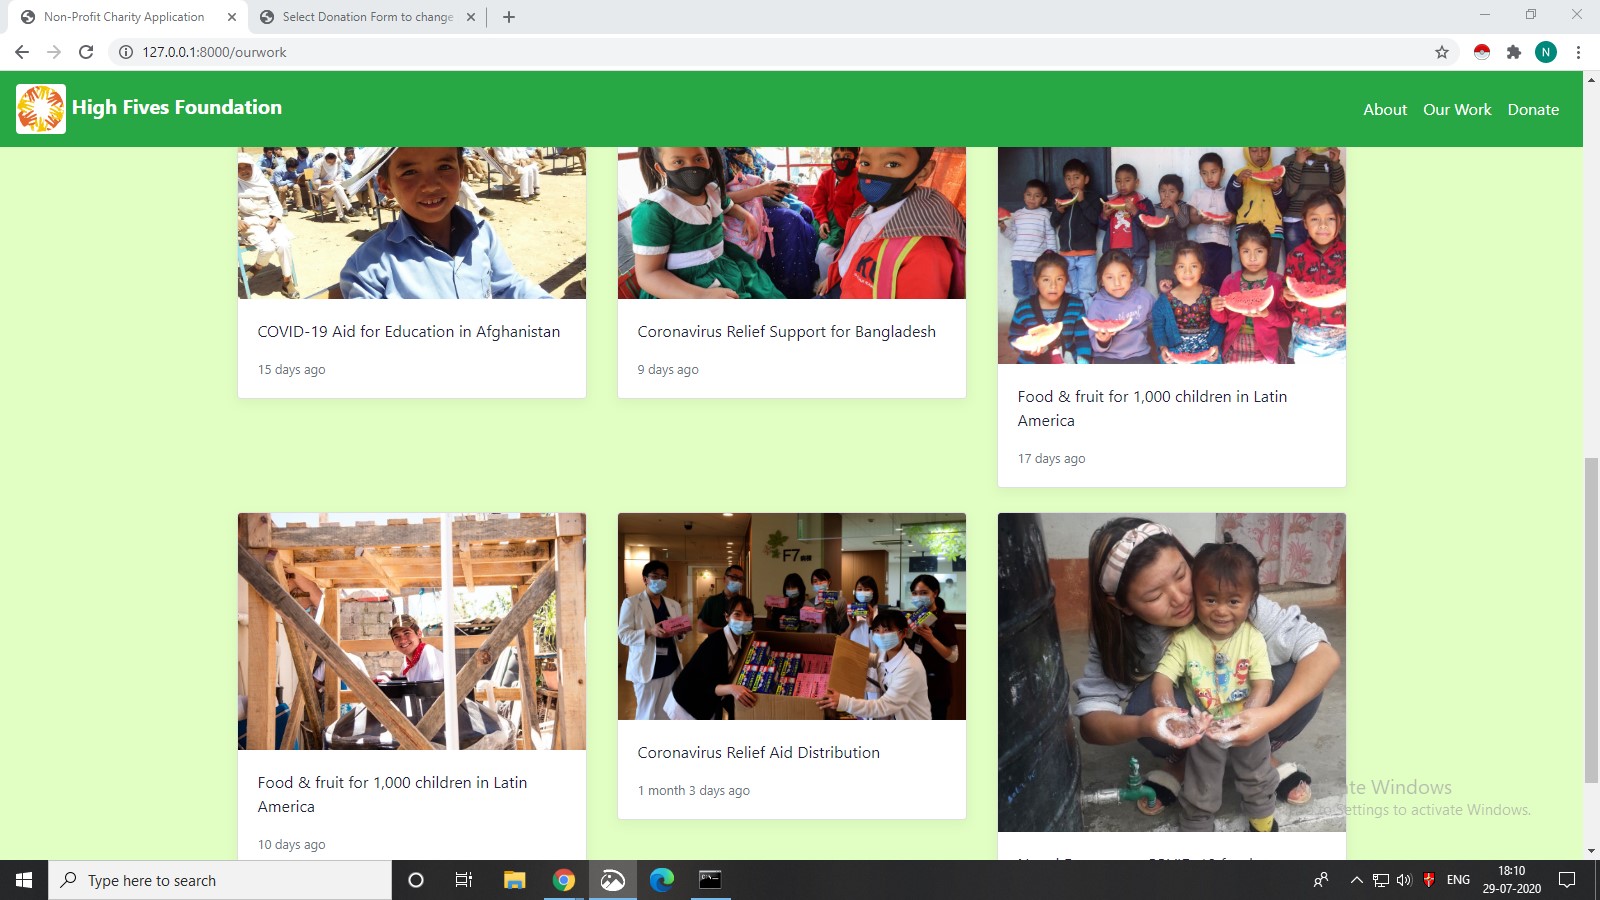 Non-Profit Charity Application
Select Donation Form to change
127.0.0.1:8000/ourwork
N
High Fives Foundation
About Our Work Donate
COVID-19 Aid for Education in Afghanistan
15 days ago
Coronavirus Relief Support for Bangladesh
9 days ago
Food & fruit for 1,000 children in Latin
America
17 days ago
F7
Food & fruit for 1,000 children in Latin
America
10 days ago
Coronavirus Relief Aid Distribution
1 month 3 days ago
Windows
Settings to activate Windows.
Type here to search
ENG
18:10
29-07-2020